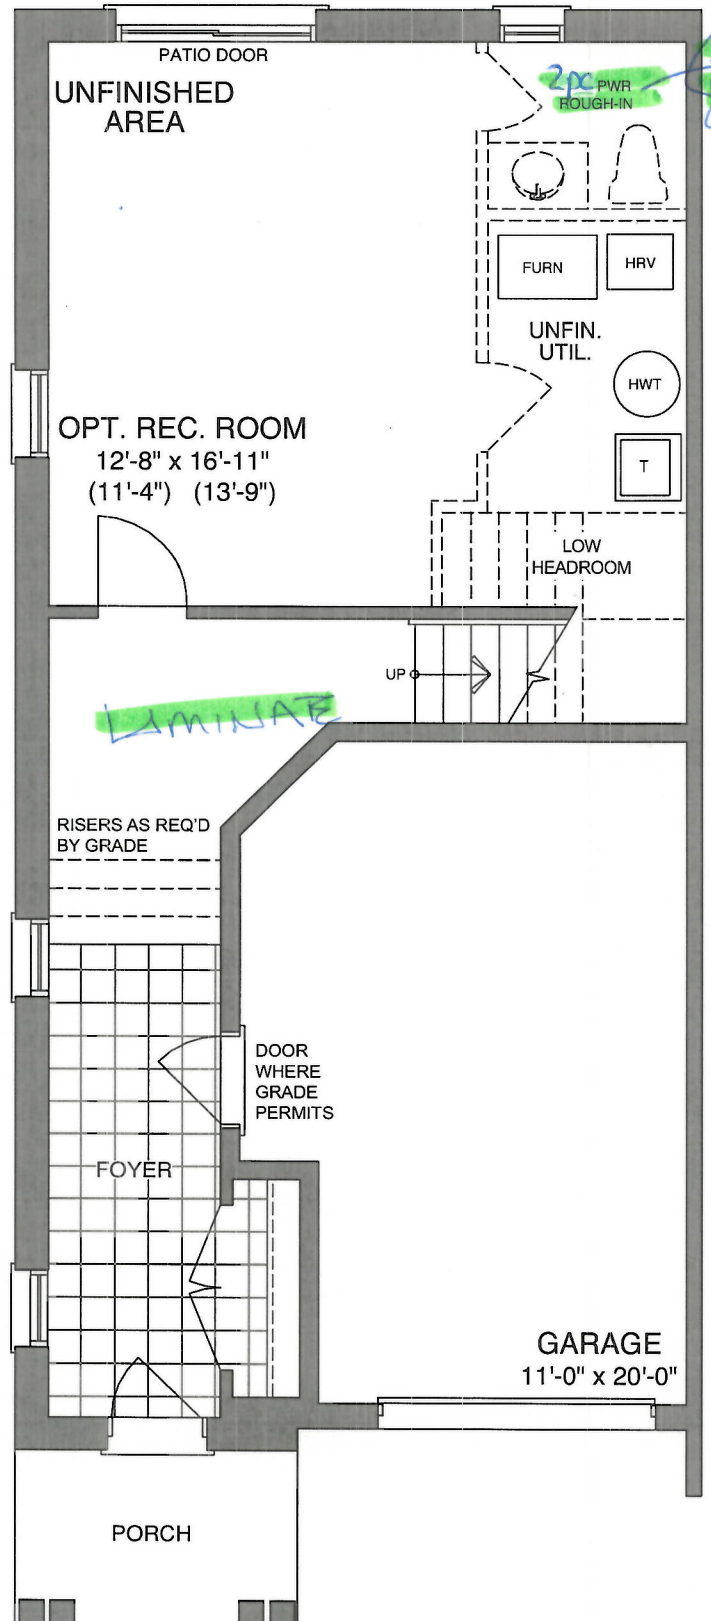 PATIO DOOR
UNFINISHED
AREA
2pc PWR
ROUGH-IN
FURN
HRV
UNFIN.
UTIL.
HWT
T
OPT. REC. ROOM
12'-8" x 16'-11"
(11'-4") (13'-9")
LOW
HEADROOM
UP
LAMINATE
RISERS AS REQ'D
BY GRADE
DOOR
WHERE
GRADE
PERMITS
FOYER
GARAGE
11'-0" x 20'-0"
PORCH